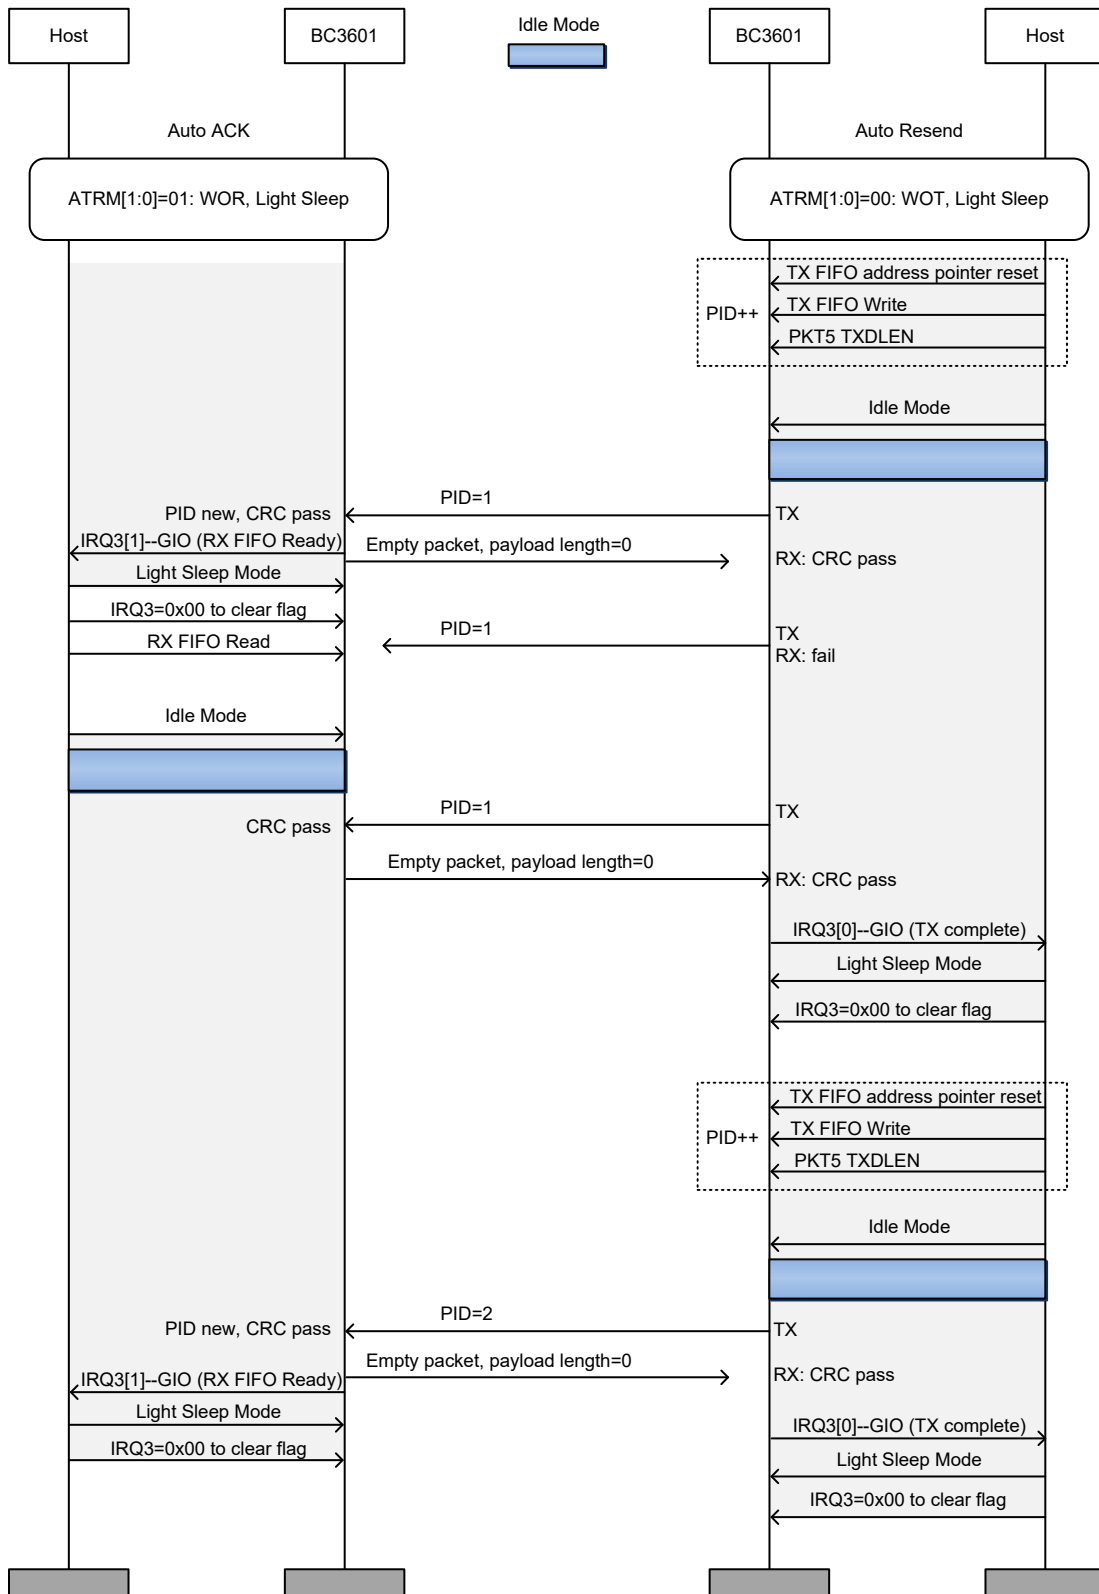 Host
BC3601
Idle Mode
BC3601
Host
Auto ACK
Auto Resend
ATRM[1:0]=01: WOR, Light Sleep
ATRM[1:0]=00: WOT, Light Sleep
TX FIFO address pointer reset
PID++
TX FIFO Write
PKT5 TXDLEN
Idle Mode
PID=1
PID new, CRC pass
TX
IRQ3[1]--GIO (RX FIFO Ready)
Empty packet, payload length=0
RX: CRC pass
Light Sleep Mode
IRQ3=0x00 to clear flag
PID=1
TX
RX FIFO Read
RX: fail
Idle Mode
PID=1
TX
CRC pass
Empty packet, payload length=0
RX: CRC pass
IRQ3[0]--GIO (TX complete)
Light Sleep Mode
IRQ3=0x00 to clear flag
TX FIFO address pointer reset
PID++
TX FIFO Write
PKT5 TXDLEN
Idle Mode
PID=2
PID new, CRC pass
TX
Empty packet, payload length=0
IRQ3[1]--GIO (RX FIFO Ready)
RX: CRC pass
Light Sleep Mode
IRQ3[0]--GIO (TX complete)
IRQ3=0x00 to clear flag
Light Sleep Mode
IRQ3=0x00 to clear flag